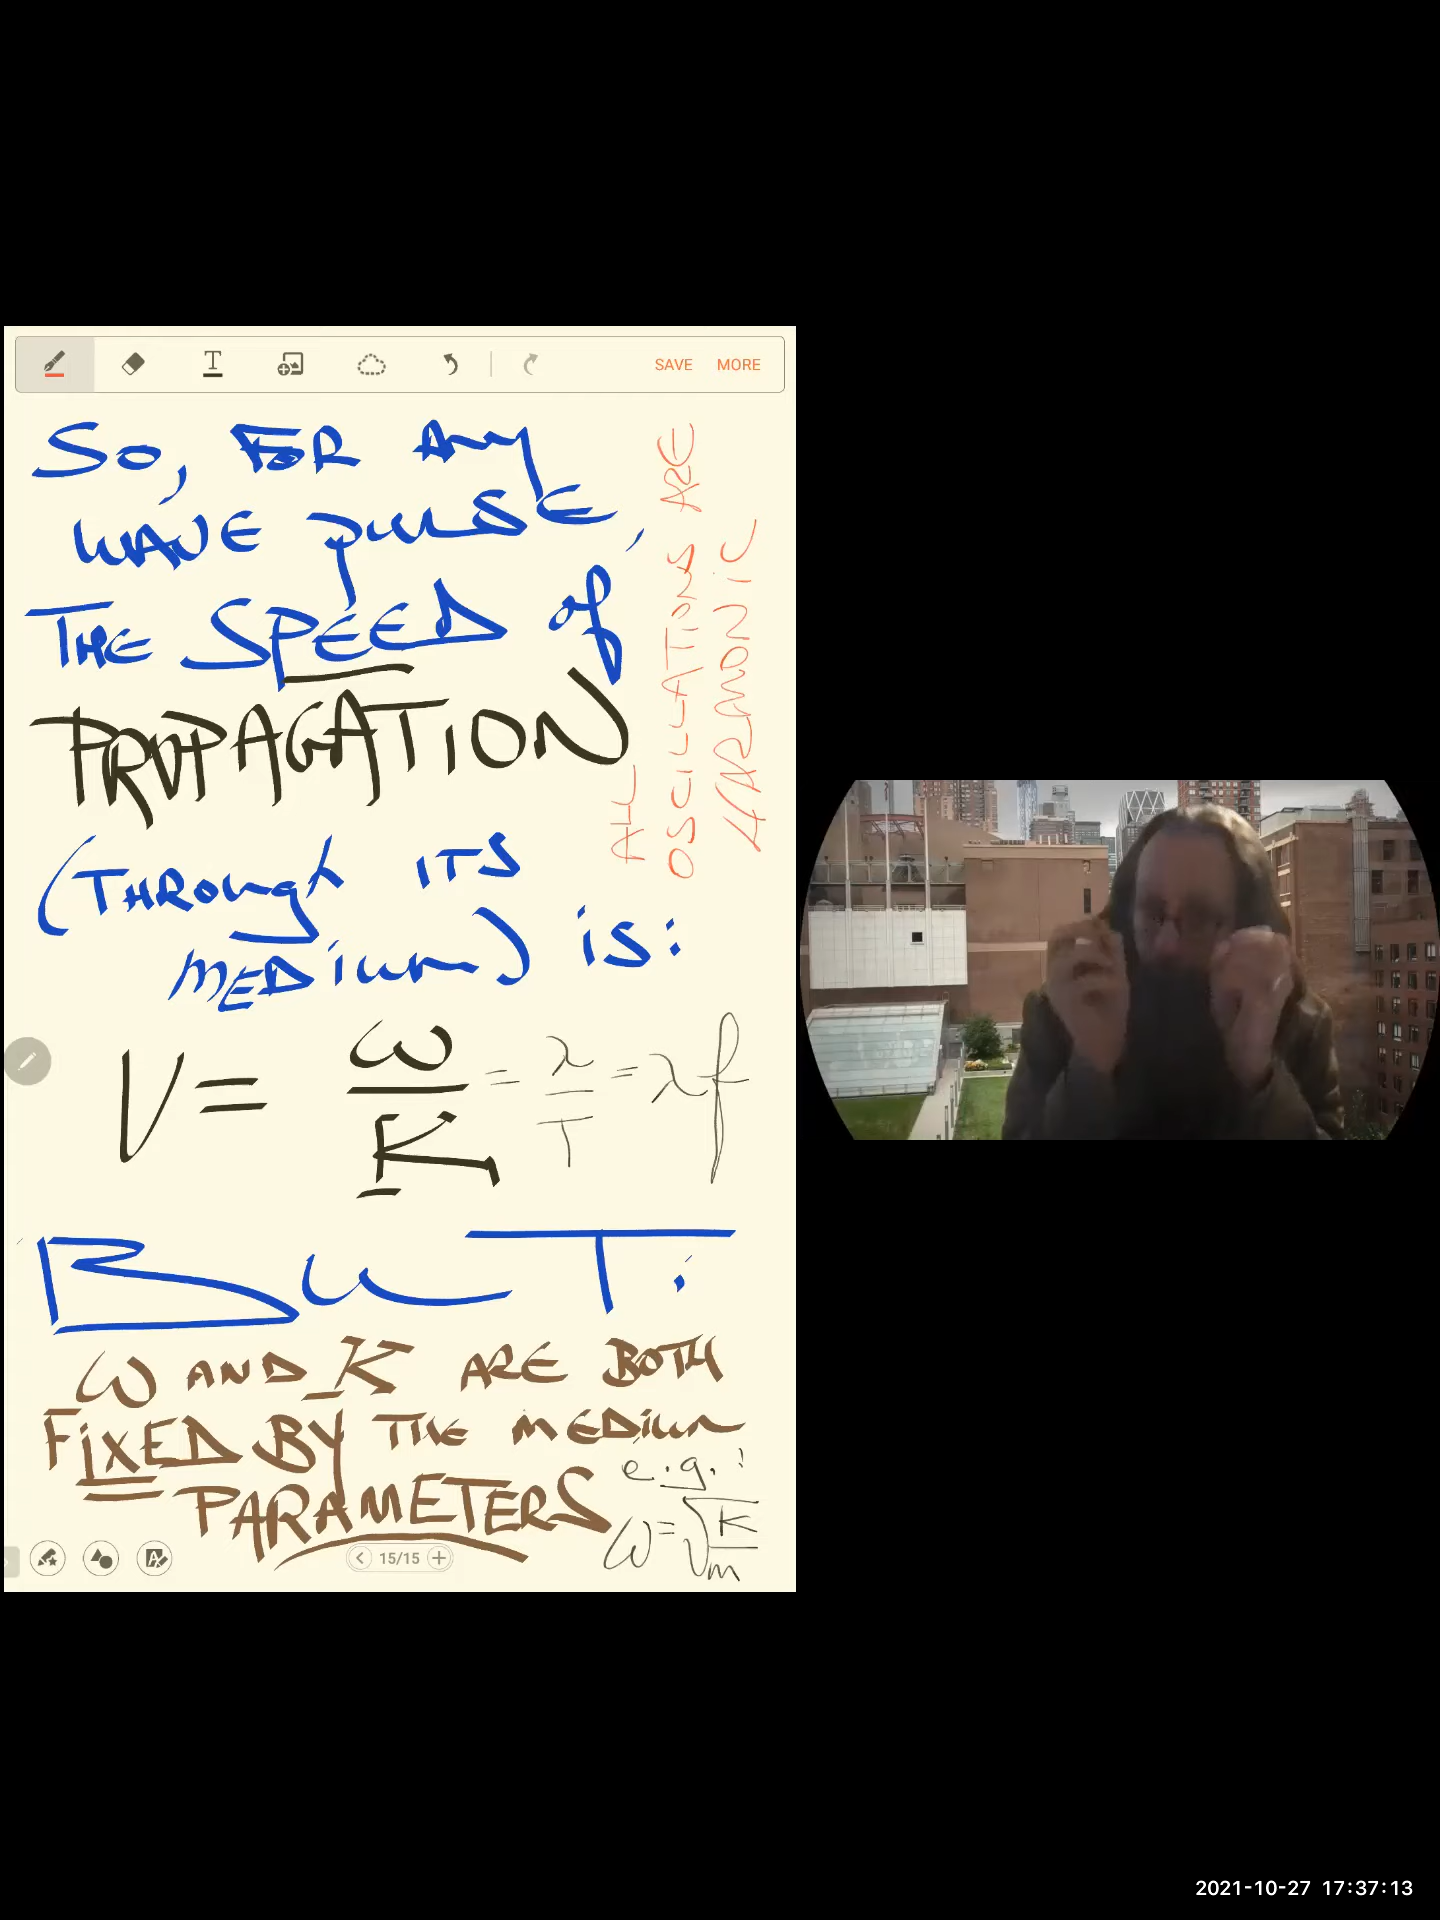 SAVE MORE
So, FOR Any
WAVE pulse,
THE SPEED of
PROPAGATION
(THROUgh ITS
MEDium) is:
V = ω/K = λ/T = λf
BuT:
ω AND K ARE BOTH
FixED BY THE MEDium
PARAMETERS
e.g.:
ω=√K/m
ALL
OSCILLATIONS ARE
HARMONIC
15/15
2021-10-27 17:37:13